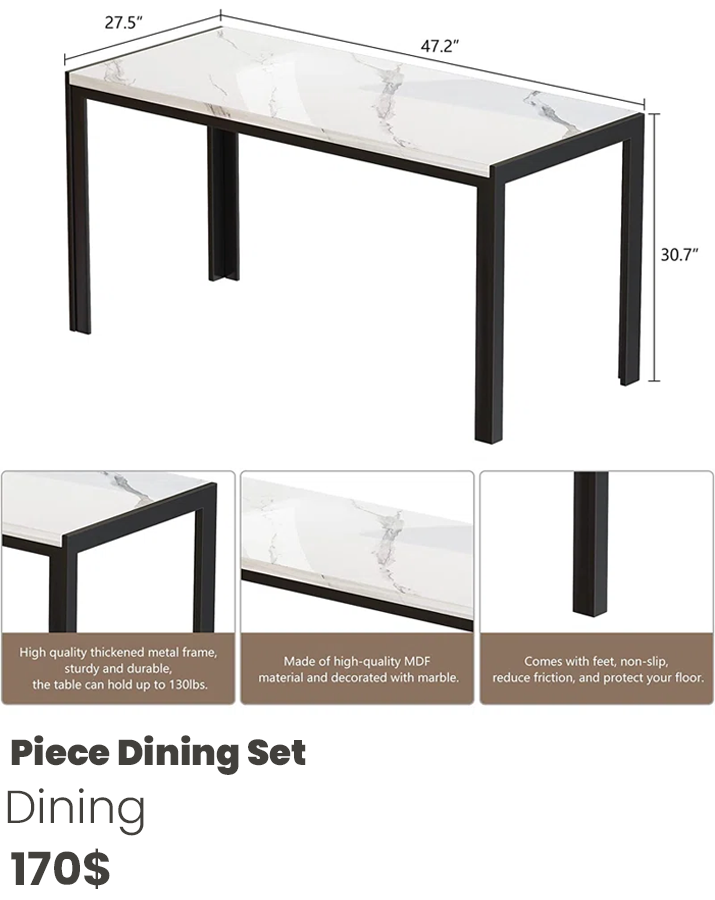 27.5”
47.2”
30.7”
High quality thickened metal frame,
sturdy and durable,
the table can hold up to 130lbs.
Made of high-quality MDF
material and decorated with marble.
Comes with feet, non-slip,
reduce friction, and protect your floor.
Piece Dining Set
Dining
170$